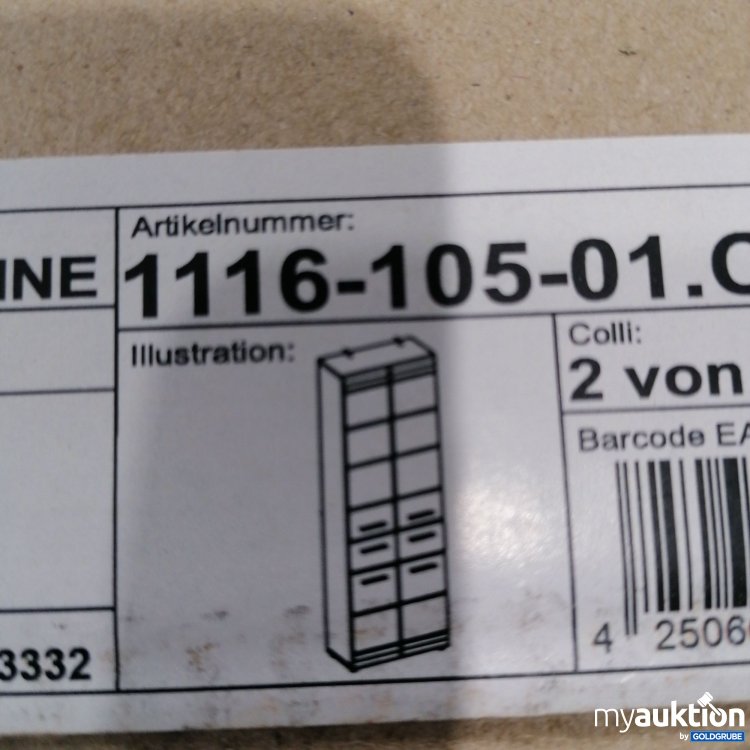 INE
Artikelnummer:
1116-105-01.
Illustration:
Colli:
2 von
Barcode EA
4 2506
3332
myauktion
by GOLDGRUBE